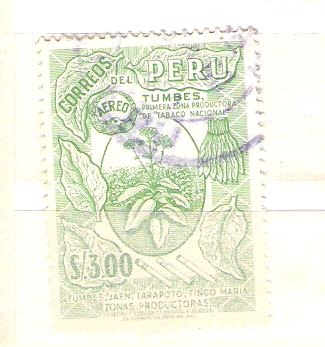 CORREOS DEL PERU
AEREO
TUMBES,
PRIMERA ZONA PRODUCTORA
DE TABACO NACIONAL
S/.3.00
TUMBES, JAEN, TARAPOTO, TINGO MARIA
ZONAS PRODUCTORAS